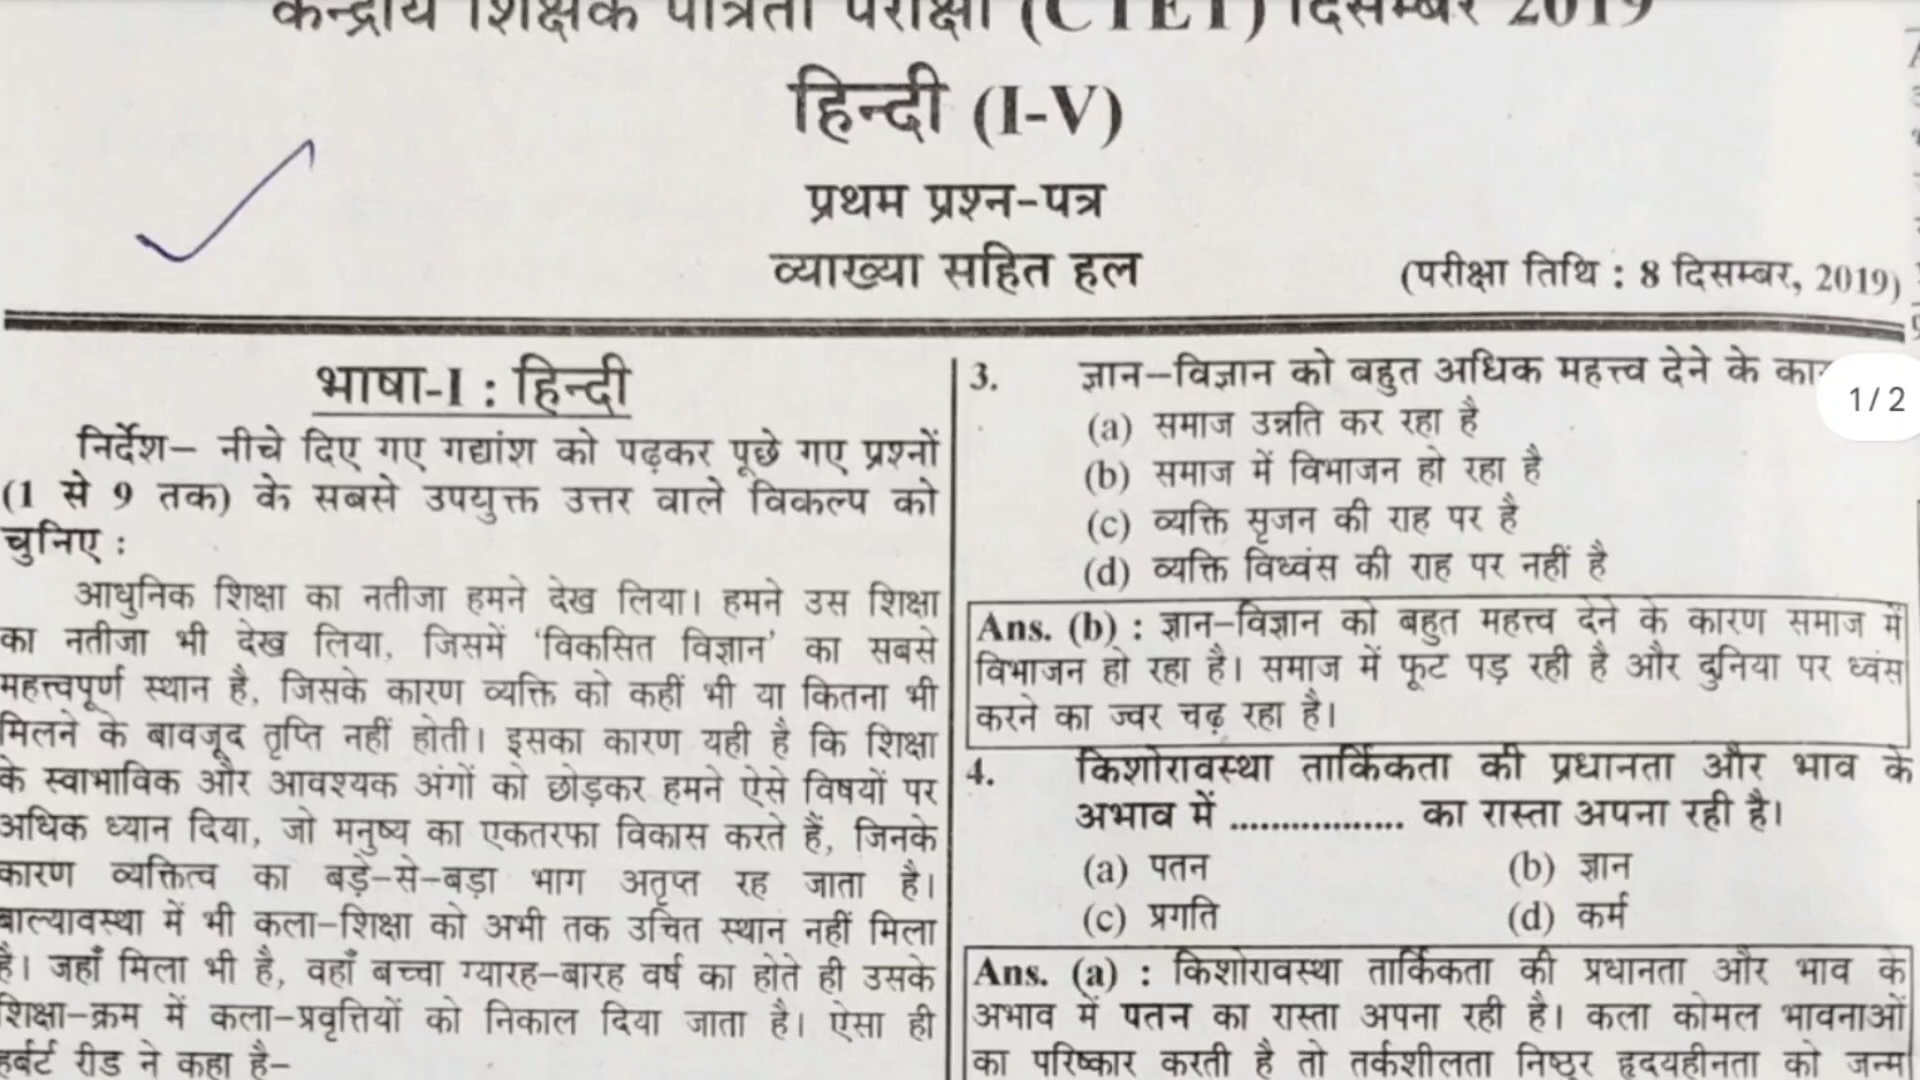 केन्द्रीय शिक्षक पात्रता परीक्षा (CTET) दिसम्बर 2019
हिन्दी (I-V)
प्रथम प्रश्न-पत्र
व्याख्या सहित हल
(परीक्षा तिथि : 8 दिसम्बर, 2019)
भाषा-I : हिन्दी
निर्देश– नीचे दिए गए गद्यांश को पढ़कर पूछे गए प्रश्नों
(1 से 9 तक) के सबसे उपयुक्त उत्तर वाले विकल्प को
चुनिए :
आधुनिक शिक्षा का नतीजा हमने देख लिया। हमने उस शिक्षा
का नतीजा भी देख लिया, जिसमें ‘विकसित विज्ञान’ का सबसे
महत्त्वपूर्ण स्थान है, जिसके कारण व्यक्ति को कहीं भी या कितना भी
मिलने के बावजूद तृप्ति नहीं होती। इसका कारण यही है कि शिक्षा
के स्वाभाविक और आवश्यक अंगों को छोड़कर हमने ऐसे विषयों पर
अधिक ध्यान दिया, जो मनुष्य का एकतरफा विकास करते हैं, जिनके
कारण व्यक्तित्व का बड़े-से-बड़ा भाग अतृप्त रह जाता है।
बाल्यावस्था में भी कला-शिक्षा को अभी तक उचित स्थान नहीं मिला
है। जहाँ मिला भी है, वहाँ बच्चा ग्यारह-बारह वर्ष का होते ही उसके
शिक्षा-क्रम में कला-प्रवृत्तियों को निकाल दिया जाता है। ऐसा ही
हर्बर्ट रीड ने कहा है–
3. ज्ञान-विज्ञान को बहुत अधिक महत्त्व देने के
1/2
(a) समाज उन्नति कर रहा है
(b) समाज में विभाजन हो रहा है
(c) व्यक्ति सृजन की राह पर है
(d) व्यक्ति विध्वंस की राह पर नहीं है
Ans. (b) : ज्ञान-विज्ञान को बहुत महत्त्व देने के कारण समाज में
विभाजन हो रहा है। समाज में फूट पड़ रही है और दुनिया पर ध्वंस
करने का ज्वर चढ़ रहा है।
4. किशोरावस्था तार्किकता की प्रधानता और भाव के
अभाव में .................. का रास्ता अपना रही है।
(a) पतन (b) ज्ञान
(c) प्रगति (d) कर्म
Ans. (a) : किशोरावस्था तार्किकता की प्रधानता और भाव के
अभाव में पतन का रास्ता अपना रही है। कला कोमल भावनाओं
का परिष्कार करती है तो तर्कशीलता निष्ठुर हृदयहीनता को जन्म